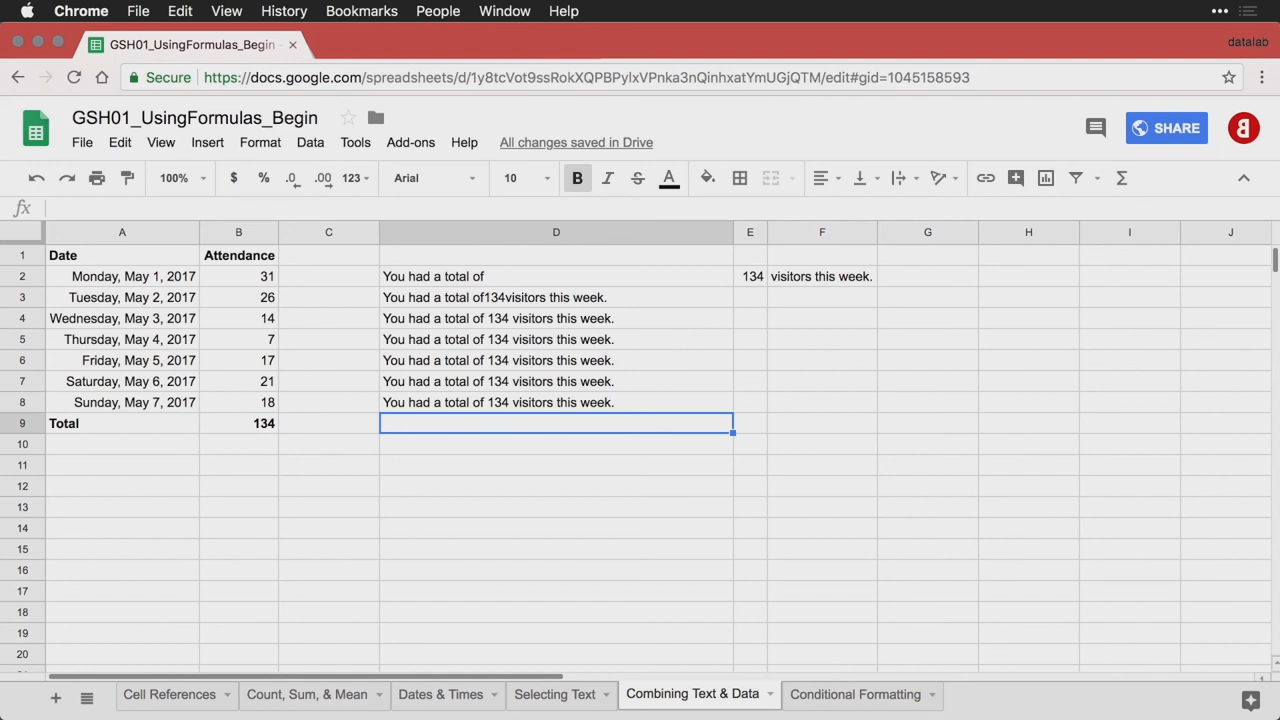 Chrome File Edit View History Bookmarks People Window Help
GSH01_UsingFormulas_Begin
datalab
Secure https://docs.google.com/spreadsheets/d/1y8tcVot9ssRokXQPBPylxVPnka3nQinhxatYmUGjQTM/edit#gid=1045158593
GSH01_UsingFormulas_Begin
SHARE
File Edit View Insert Format Data Tools Add-ons Help All changes saved in Drive
100% $ % .0 .00 123 Arial 10 B I S A Σ
fx
A B C D E F G H I J
1 Date Attendance
2 Monday, May 1, 2017 31 You had a total of 134 visitors this week.
3 Tuesday, May 2, 2017 26 You had a total of134visitors this week.
4 Wednesday, May 3, 2017 14 You had a total of 134 visitors this week.
5 Thursday, May 4, 2017 7 You had a total of 134 visitors this week.
6 Friday, May 5, 2017 17 You had a total of 134 visitors this week.
7 Saturday, May 6, 2017 21 You had a total of 134 visitors this week.
8 Sunday, May 7, 2017 18 You had a total of 134 visitors this week.
9 Total 134
10
11
12
13
14
15
16
17
18
19
20
Cell References Count, Sum, & Mean Dates & Times Selecting Text Combining Text & Data Conditional Formatting